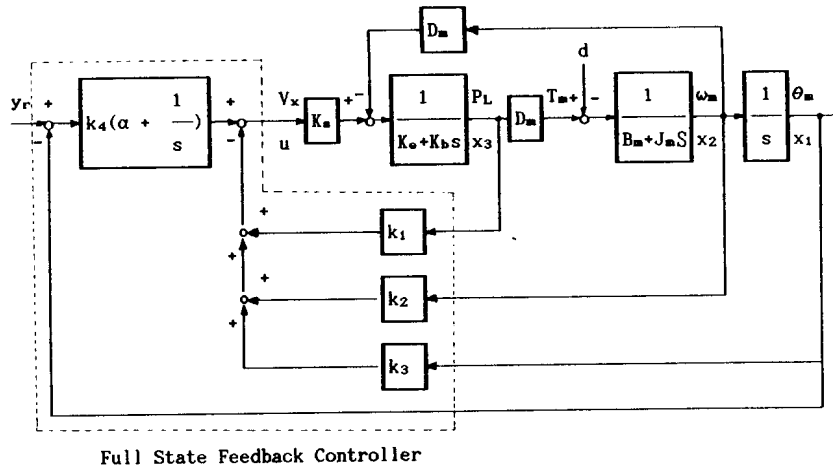 Dm
d
yr + k4(α + 1/s) + Vx Ks + - 1 PL Dm Tm + - 1 ωm 1 θm
- - u Ke+Kbs x3 Bm+JmS x2 s x1
+ k1
+
+ k2
+
k3
Full State Feedback Controller